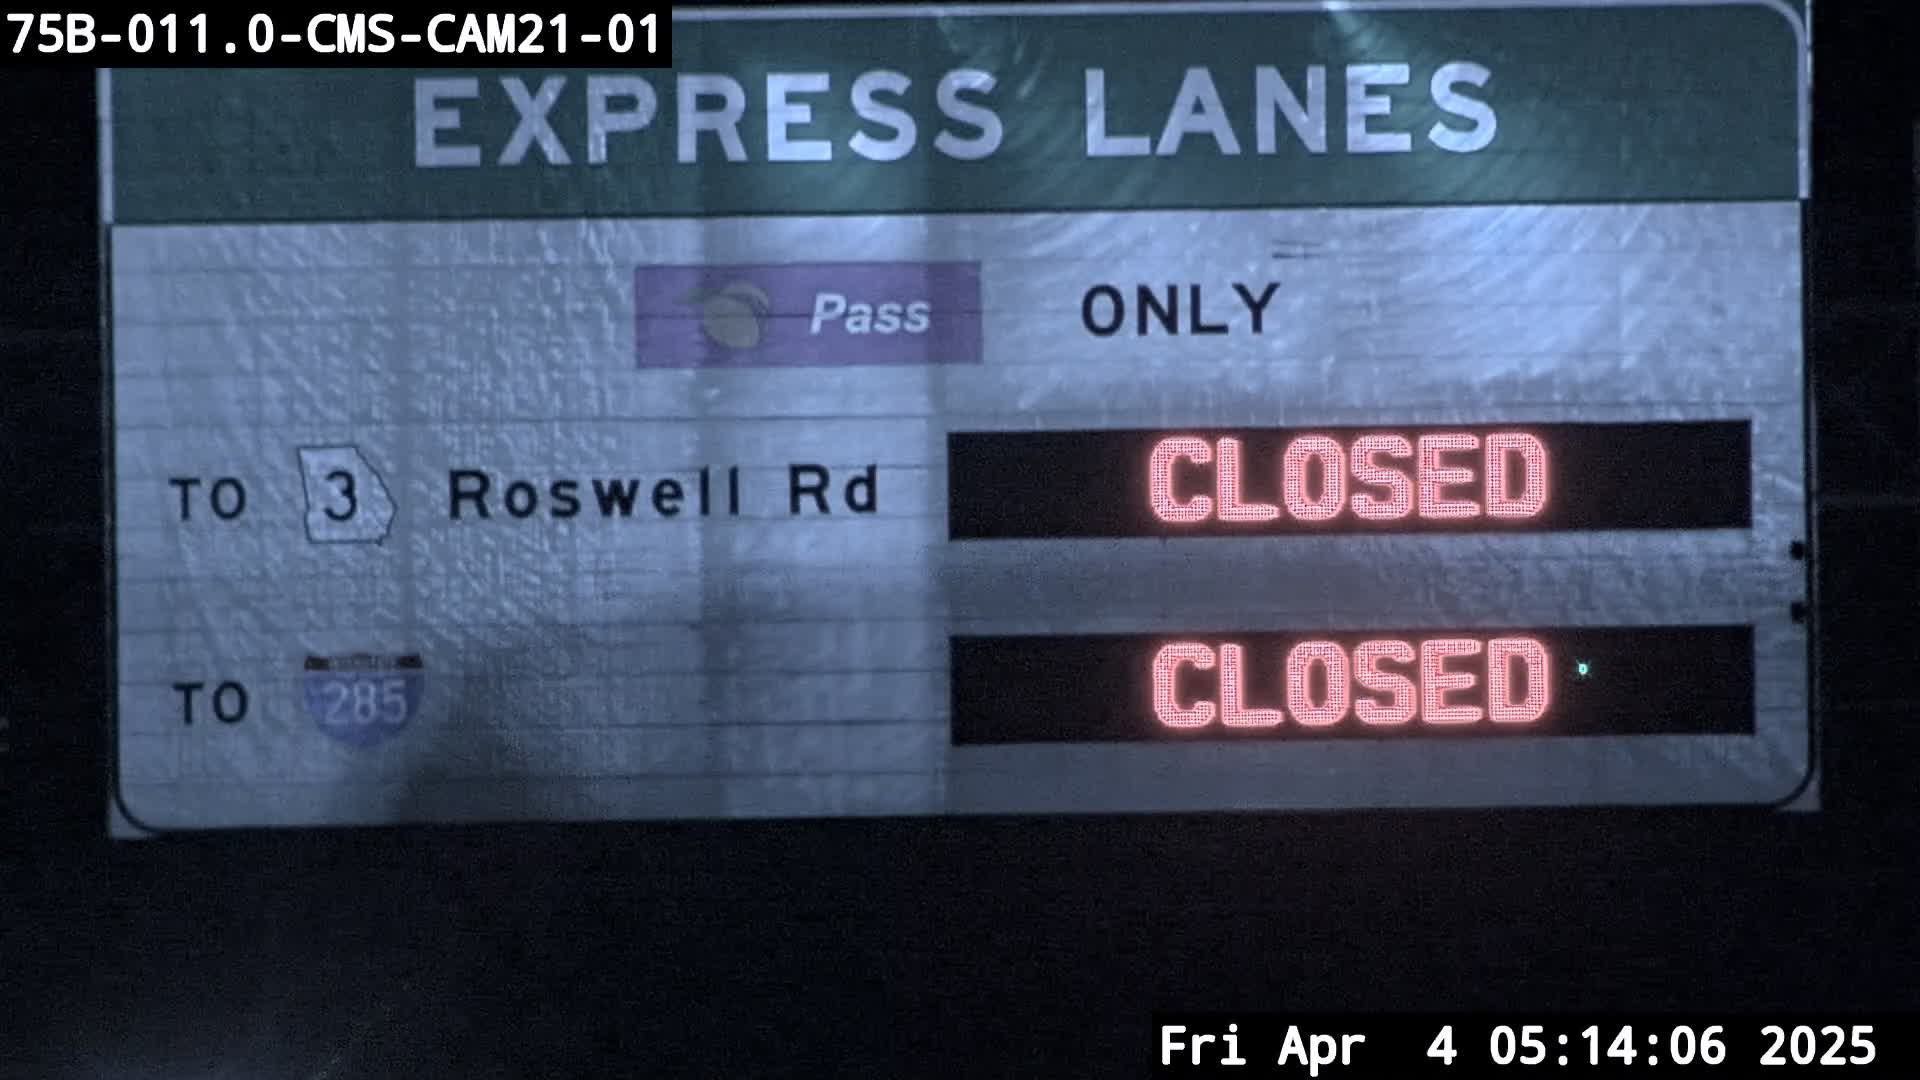 75B-011.0-CMS-CAM21-01
EXPRESS LANES
Pass ONLY
TO 3 Roswell Rd CLOSED
TO 285 CLOSED
Fri Apr 4 05:14:06 2025